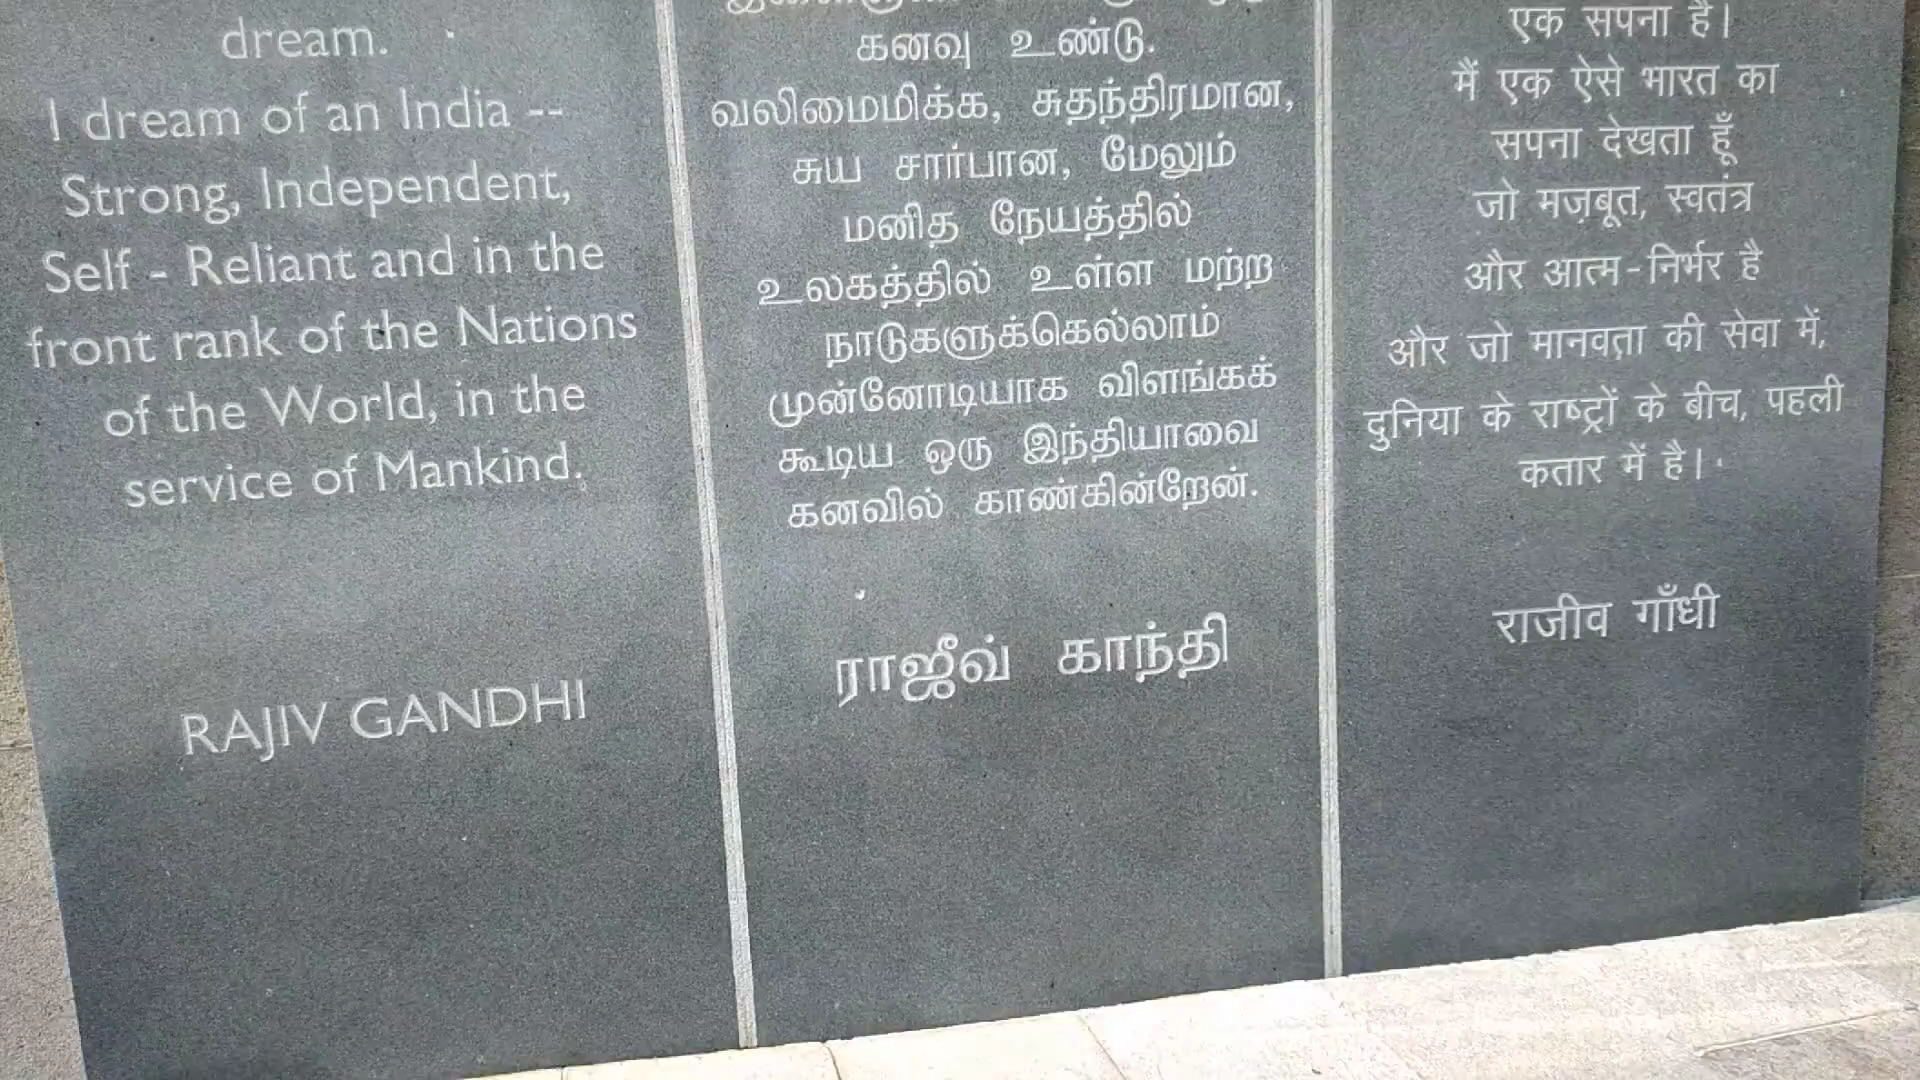 dream.
I dream of an India --
Strong, Independent,
Self - Reliant and in the
front rank of the Nations
of the World, in the
service of Mankind.
RAJIV GANDHI
கனவு உண்டு.
வலிமைமிக்க, சுதந்திரமான,
சுய சார்பான, மேலும்
மனித நேயத்தில்
உலகத்தில் உள்ள மற்ற
நாடுகளுக்கெல்லாம்
முன்னோடியாக விளங்கக்
கூடிய ஒரு இந்தியாவை
கனவில் காண்கின்றேன்.
ராஜீவ் காந்தி
एक सपना है।
मैं एक ऐसे भारत का
सपना देखता हूँ
जो मज़बूत, स्वतंत्र
और आत्म-निर्भर है
और जो मानवता की सेवा में,
दुनिया के राष्ट्रों के बीच, पहली
कतार में है।
राजीव गाँधी